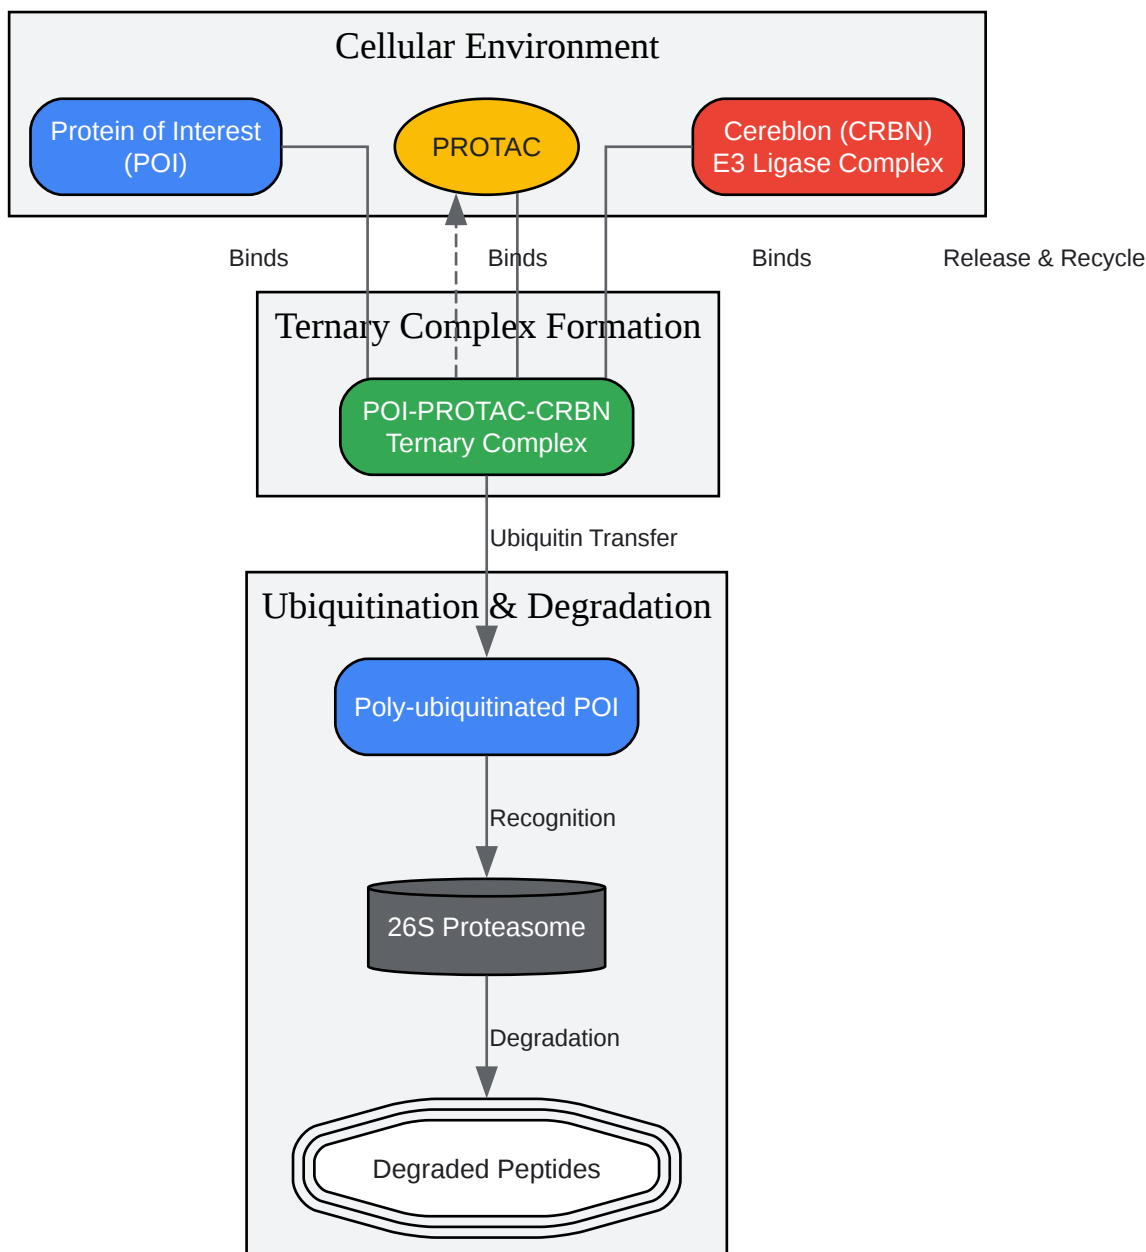 Cellular Environment
Protein of Interest
(POI)
PROTAC
Cereblon (CRBN)
E3 Ligase Complex
Binds
Binds
Binds
Release & Recycle
Ternary Complex Formation
POI-PROTAC-CRBN
Ternary Complex
Ubiquitin Transfer
Ubiquitination & Degradation
Poly-ubiquitinated POI
Recognition
26S Proteasome
Degradation
Degraded Peptides